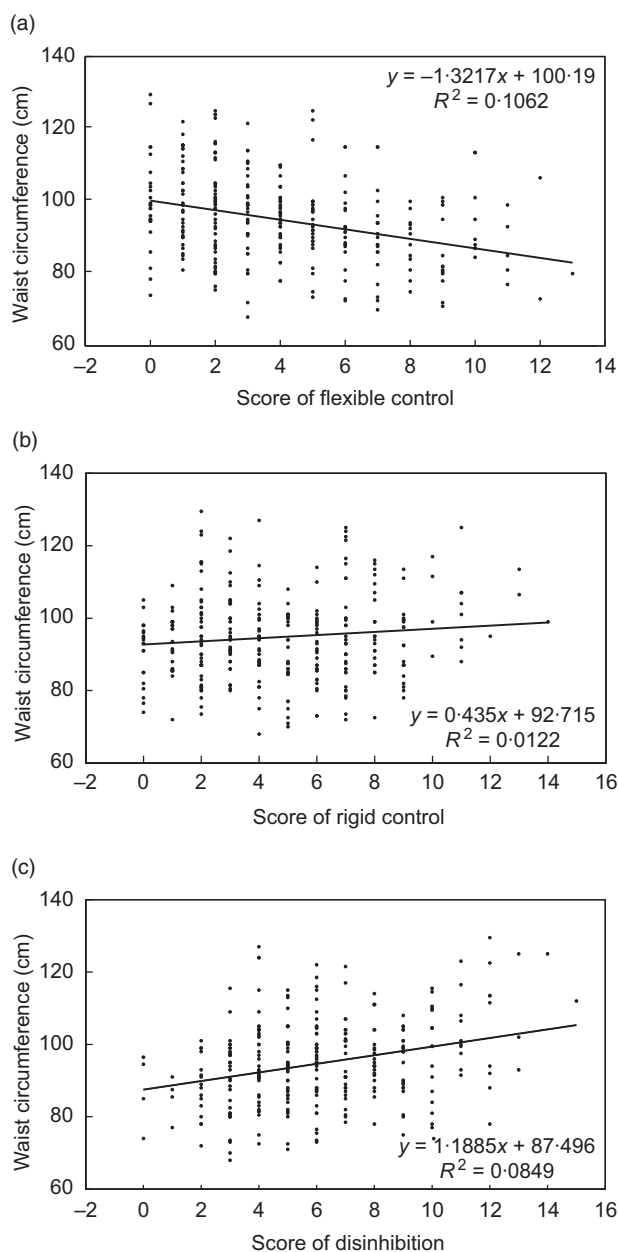 (a)
140
y = –1·3217x + 100·19
R² = 0·1062
120
100
80
60
Waist circumference (cm)
–2 0 2 4 6 8 10 12 14
Score of flexible control
(b)
140
120
100
80
60
Waist circumference (cm)
y = 0·435x + 92·715
R² = 0·0122
–2 0 2 4 6 8 10 12 14 16
Score of rigid control
(c)
140
120
100
80
60
Waist circumference (cm)
y = 1·1885x + 87·496
R² = 0·0849
–2 0 2 4 6 8 10 12 14 16
Score of disinhibition